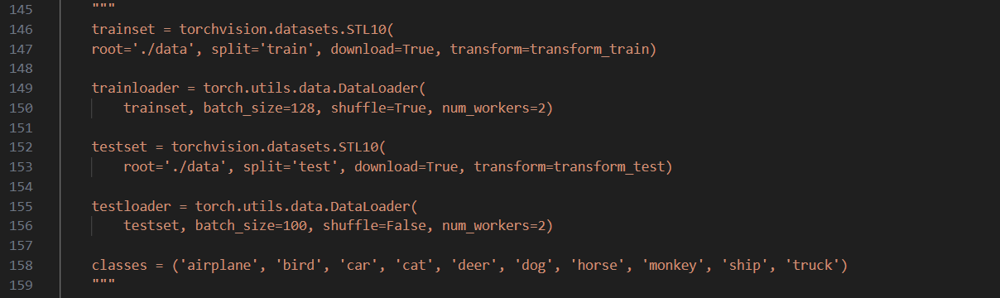 145 """
146 trainset = torchvision.datasets.STL10(
147 root='./data', split='train', download=True, transform=transform_train)
148
149 trainloader = torch.utils.data.DataLoader(
150     trainset, batch_size=128, shuffle=True, num_workers=2)
151
152 testset = torchvision.datasets.STL10(
153     root='./data', split='test', download=True, transform=transform_test)
154
155 testloader = torch.utils.data.DataLoader(
156     testset, batch_size=100, shuffle=False, num_workers=2)
157
158 classes = ('airplane', 'bird', 'car', 'cat', 'deer', 'dog', 'horse', 'monkey', 'ship', 'truck')
159 """